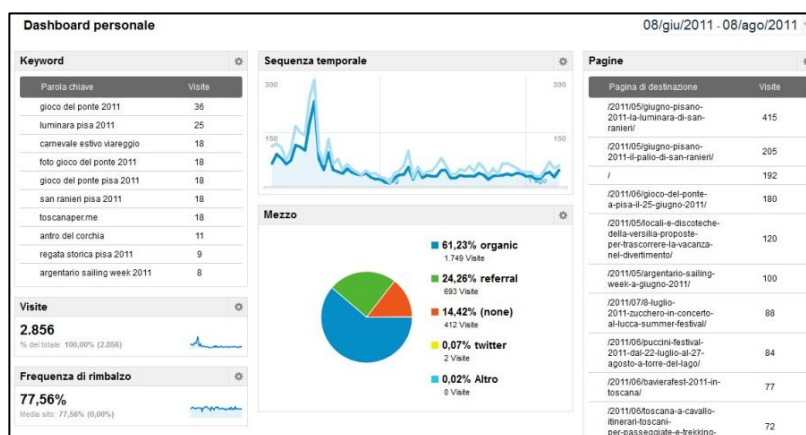 Dashboard personale
08/giu/2011 - 08/ago/2011
Keyword
Parola chiave Visite
gioco del ponte 2011 36
luminara pisa 2011 25
carnevale estivo viareggio 18
foto gioco del ponte 2011 18
gioco del ponte pisa 2011 18
san ranieri pisa 2011 18
toscanaper.me 18
antro del corchia 11
regata storica pisa 2011 9
argentario sailing week 2011 8
Visite
2.856
% del totale: 100,00% (2.856)
Frequenza di rimbalzo
77,56%
Media sito: 77,56% (0,00%)
Sequenza temporale
300 300
150 150
Mezzo
61,23% organic
1.749 Visite
24,26% referral
693 Visite
14,42% (none)
412 Visite
0,07% twitter
2 Visite
0,02% Altro
0 Visite
Pagine
Pagina di destinazione Visite
/2011/05/giugno-pisano-
2011-la-luminara-di-san- 415
ranieri/
/2011/05/giugno-pisano- 205
2011-il-palio-di-san-ranieri/
/ 192
/2011/06/gioco-del-ponte- 180
a-pisa-il-25-giugno-2011/
/2011/05/locali-e-discoteche-
della-versilia-proposte- 120
per-trascorrere-la-vacanza-
nel-divertimento/
/2011/05/argentario-sailing- 100
week-a-giugno-2011/
/2011/07/8-luglio-
2011-zucchero-in-concerto- 88
al-lucca-summer-festival/
/2011/06/puccini-festival-
2011-dal-22-luglio-al-27- 84
agosto-a-torre-del-lago/
/2011/06/bavierafest-2011-in- 77
toscana/
/2011/06/toscana-a-cavallo-
itinerari-toscani- 72
per-passeggiate-e-trekking-